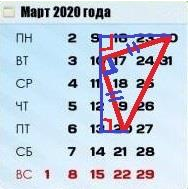 Март 2020 года
ПН 2 9 16 23 30
ВТ 3 10 17 24 31
СР 4 11 18 25
ЧТ 5 12 19 26
ПТ 6 13 20 27
СБ 7 14 21 28
ВС 1 8 15 22 29